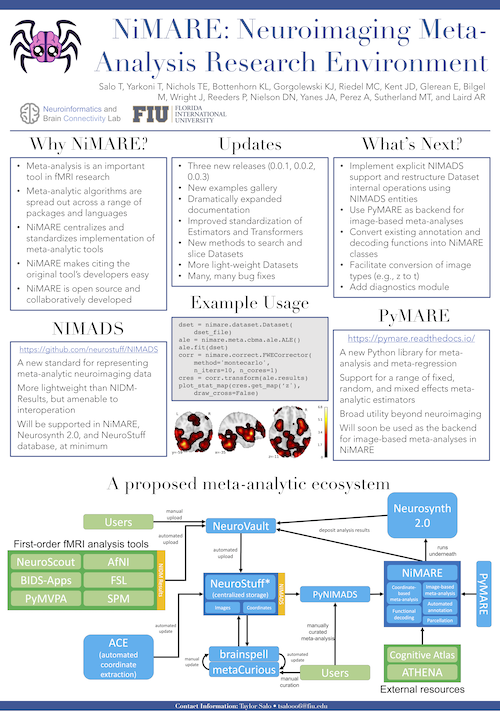 NiMARE: Neuroimaging Meta-
Analysis Research Environment
Salo T, Yarkoni T, Nichols TE, Bottenhorn KL, Gorgolewski KJ, Riedel MC, Kent JD, Glerean E, Bilgel
M, Wright J, Reeders P, Nielson DN, Yanes JA, Perez A, Sutherland MT, and Laird AR
Neuroinformatics and
Brain Connectivity Lab
FIU
FLORIDA
INTERNATIONAL
UNIVERSITY
Why NiMARE?
• Meta-analysis is an important
tool in fMRI research
• Meta-analytic algorithms are
spread out across a range of
packages and languages
• NiMARE centralizes and
standardizes implementation of
meta-analytic tools
• NiMARE makes citing the
original tool's developers easy
• NiMARE is open source and
collaboratively developed
Updates
• Three new releases (0.0.1, 0.0.2,
0.0.3)
• New examples gallery
• Dramatically expanded
documentation
• Improved standardization of
Estimators and Transformers
• New methods to search and
slice Datasets
• More light-weight Datasets
• Many, many bug fixes
What's Next?
• Implement explicit NIMADS
support and restructure Dataset
internal operations using
NIMADS entities
• Use PyMARE as backend for
image-based meta-analyses
• Convert existing annotation and
decoding functions into NiMARE
classes
• Facilitate conversion of image
types (e.g., z to t)
• Add diagnostics module
NIMADS
https://github.com/neurostuff/NIMADS
A new standard for representing
meta-analytic neuroimaging data
More lightweight than NIDM-
Results, but amenable to
interoperation
Will be supported in NiMARE,
Neurosynth 2.0, and NeuroStuff
database, at minimum
Example Usage
dset = nimare.dataset.Dataset(
dset_file)
ale = nimare.meta.cbma.ale.ALE()
ale.fit(dset)
corr = nimare.correct.FWECorrector(
method='montecarlo',
n_iters=10, n_cores=1)
cres = corr.transform(ale.results)
plot_stat_map(cres.get_map('z'),
draw_cross=False)
PyMARE
https://pymare.readthedocs.io/
A new Python library for meta-
analysis and meta-regression
Support for a range of fixed,
random, and mixed effects meta-
analytic estimators
Broad utility beyond neuroimaging
Will soon be used as the backend
for image-based meta-analyses in
NiMARE
A proposed meta-analytic ecosystem
Users
manual
upload
NeuroVault
deposit analysis results
Neurosynth
2.0
First-order fMRI analysis tools
automated
upload
NeuroScout
AfNI
BIDS-Apps
FSL
PyMVPA
SPM
automated
upload
runs
underneath
NeuroStuff*
(centralized storage)
Images
Coordinates
NIMADS
PyNIMADS
NiMARE
Coordinate-
based
meta-analysis
Image-based
meta-analysis
Automated
annotation
Functional
decoding
Parcellation
PyMARE
ACE
(automated
coordinate
extraction)
automated
update
manual
update
brainspell
metaCurious
automated
update
manual
curation
manually
curated
meta-analysis
Users
Cognitive Atlas
ATHENA
External resources
Contact Information: Taylor Salo • tsalo006@fiu.edu